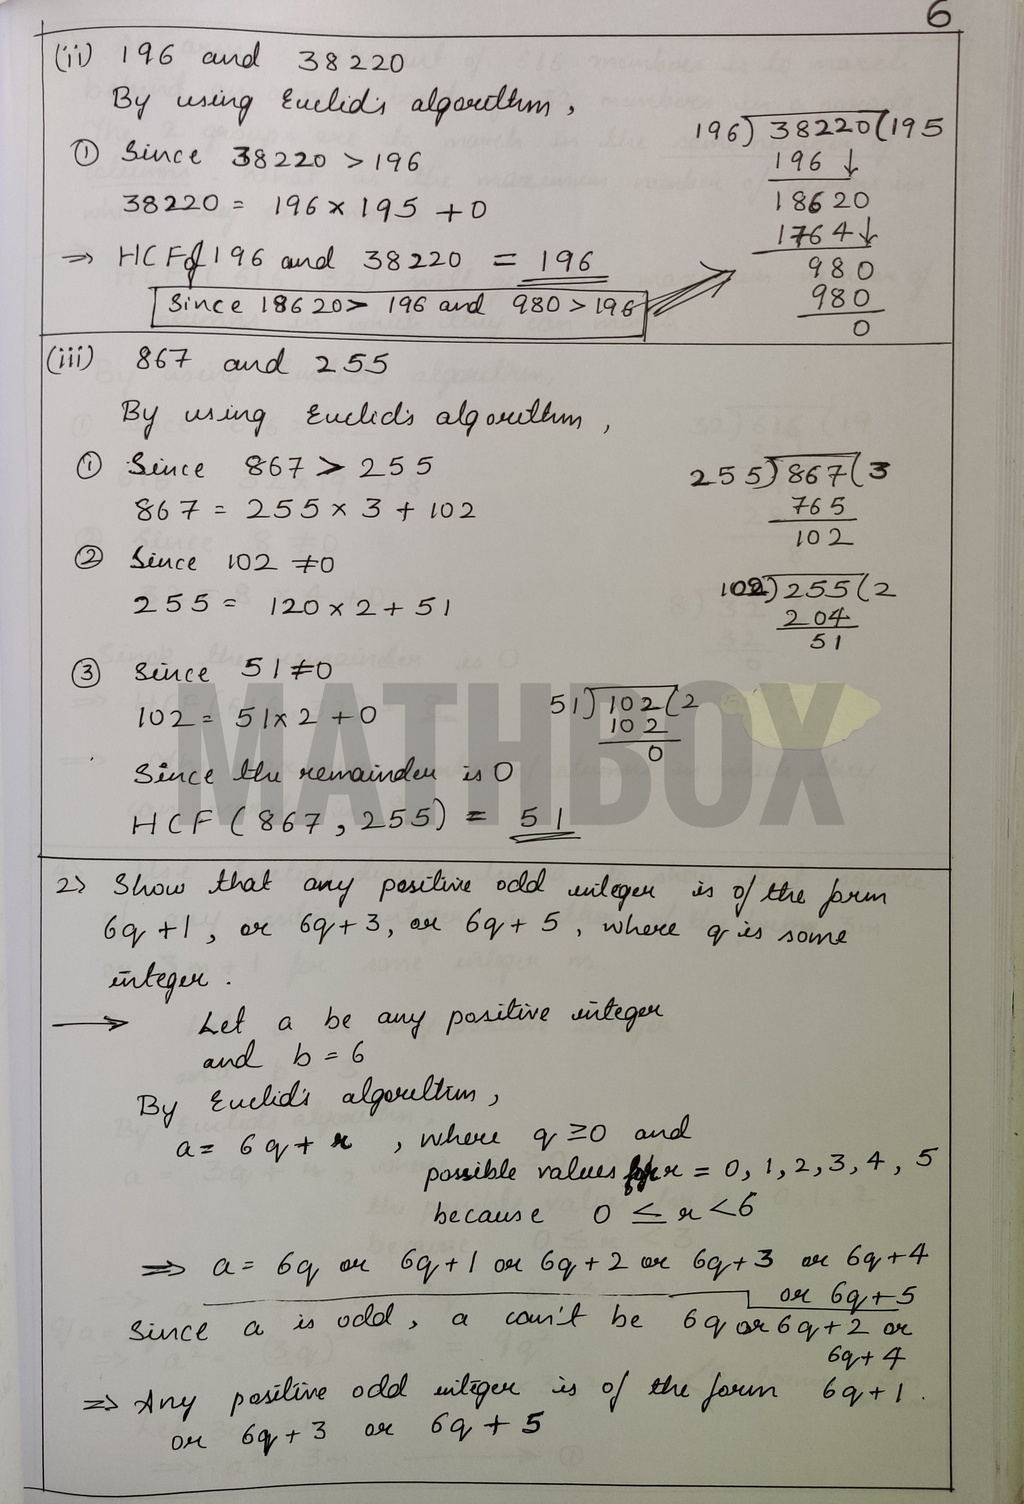 6
(ii) 196 and 38220
By using Euclid's algorithm,
① Since 38220 > 196
38220 = 196 x 195 + 0
⇒ HCF of 196 and 38220 = 196
Since 18620 > 196 and 980 > 196
196) 38220 (195
196 ↓
18620
1764↓
980
980
0
(iii) 867 and 255
By using Euclid's algorithm,
① Since 867 > 255
867 = 255 x 3 + 102
255) 867 (3
765
102
② Since 102 ≠0
255 = 120 x 2 + 51
102) 255 (2
204
51
③ Since 51 ≠0
102 = 51 x 2 + 0
51) 102 (2
102
0
Since the remainder is 0
HCF (867, 255) = 51
MATHBOX
2> Show that any positive odd integer is of the form
6q +1, or 6q+3, or 6q+5, where q is some
integer.
→ Let a be any positive integer
and b = 6
By Euclid's algorithm,
a = 6q + r , where q ≥0 and
possible values for r = 0, 1, 2, 3, 4, 5
because 0 ≤ r <6
⇒ a = 6q or 6q+1 or 6q+2 or 6q+3 or 6q+4
or 6q+5
Since a is odd, a can't be 6q or 6q+2 or
6q+4
⇒ Any positive odd integer is of the form 6q+1.
or 6q+3 or 6q+5